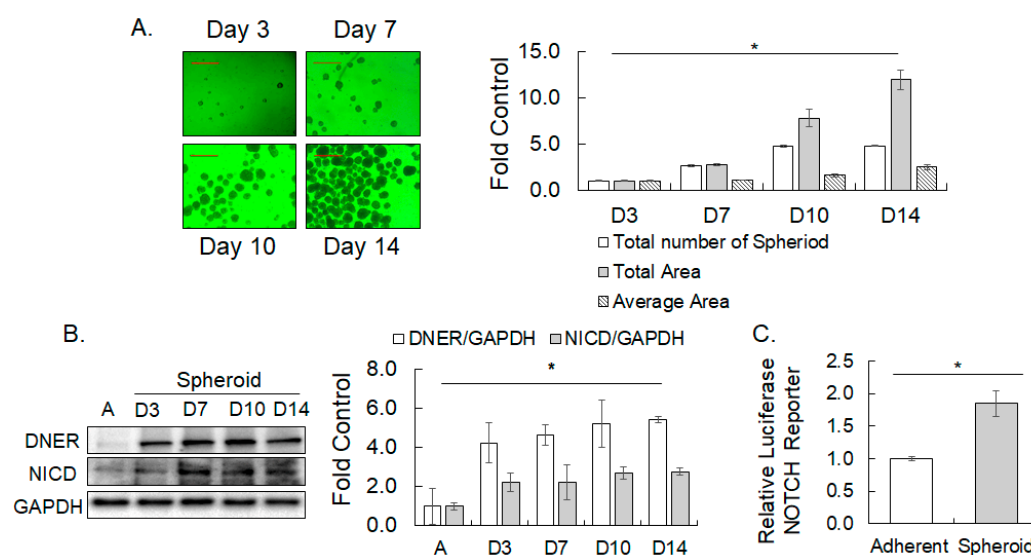 A.
Day 3 Day 7
Day 10 Day 14
*
15.0
10.0
5.0
1.0
Fold Control
D3 D7 D10 D14
Total number of Spheriod
Total Area
Average Area
B.
Spheroid
A D3 D7 D10 D14
DNER
NICD
GAPDH
DNER/GAPDH NICD/GAPDH
*
8.0
6.0
4.0
2.0
0.0
Fold Control
A D3 D7 D10 D14
C.
*
2.5
2.0
1.5
1.0
0.5
0.0
Relative Luciferase
NOTCH Reporter
Adherent Spheroid